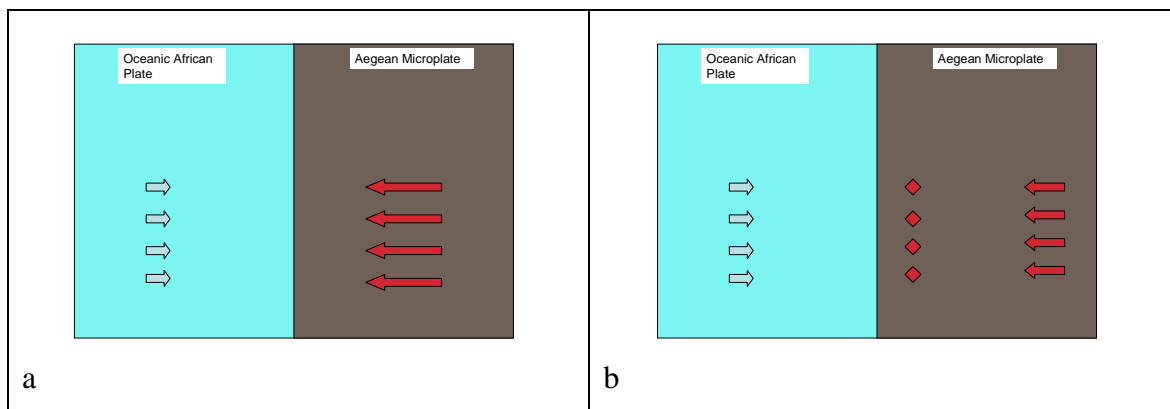 Oceanic African
Plate
Aegean Microplate
a
Oceanic African
Plate
Aegean Microplate
b